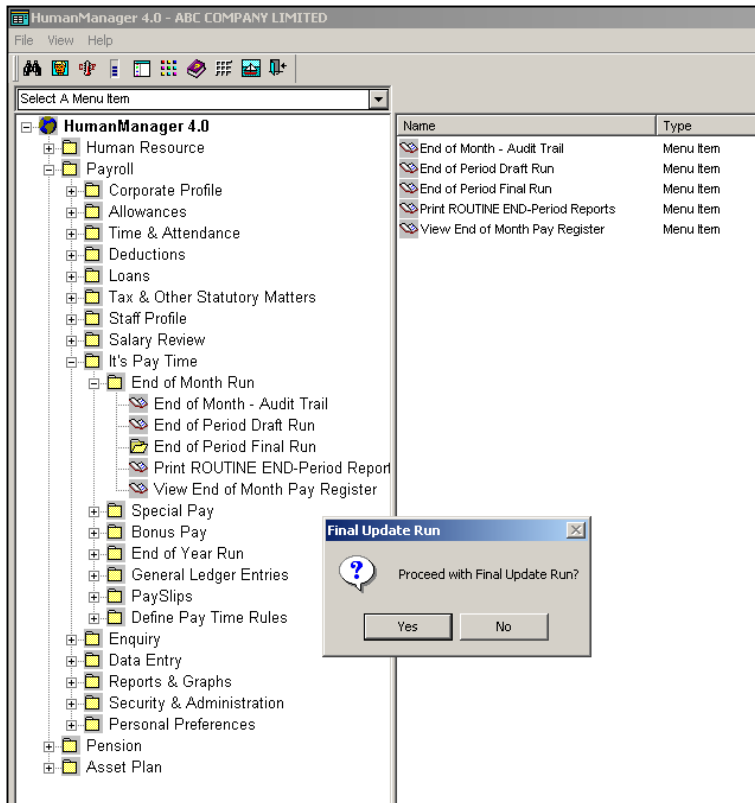 HumanManager 4.0 - ABC COMPANY LIMITED
File View Help
Select A Menu Item
HumanManager 4.0
Human Resource
Payroll
Corporate Profile
Allowances
Time & Attendance
Deductions
Loans
Tax & Other Statutory Matters
Staff Profile
Salary Review
It's Pay Time
End of Month Run
End of Month - Audit Trail
End of Period Draft Run
End of Period Final Run
Print ROUTINE END-Period Report
View End of Month Pay Register
Special Pay
Bonus Pay
End of Year Run
General Ledger Entries
PaySlips
Define Pay Time Rules
Enquiry
Data Entry
Reports & Graphs
Security & Administration
Personal Preferences
Pension
Asset Plan
Name Type
End of Month - Audit Trail Menu Item
End of Period Draft Run Menu Item
End of Period Final Run Menu Item
Print ROUTINE END-Period Reports Menu Item
View End of Month Pay Register Menu Item
Final Update Run
Proceed with Final Update Run?
Yes No